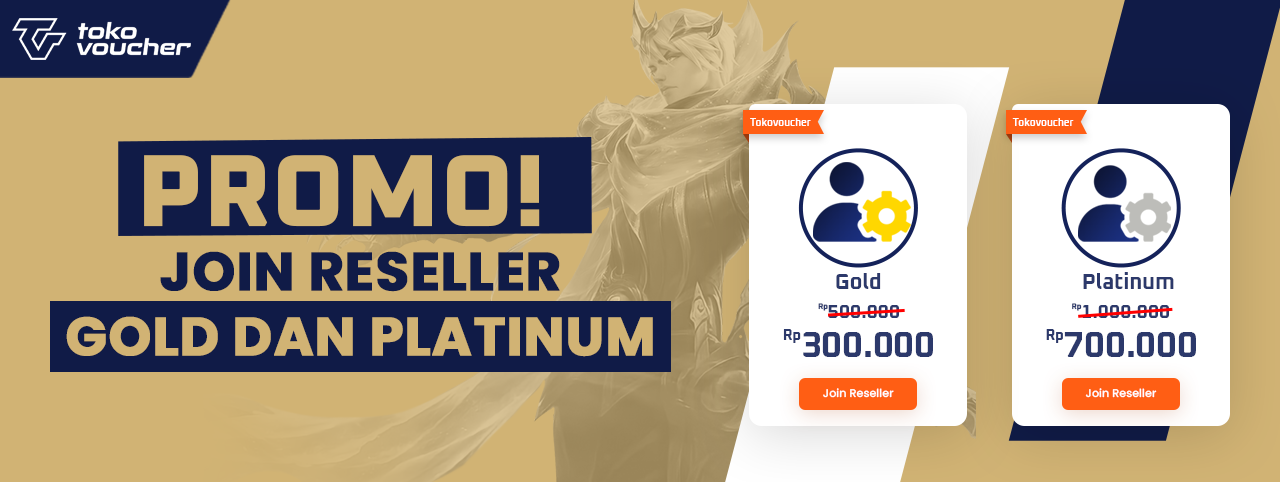 toko
voucher
PROMO!
JOIN RESELLER
GOLD DAN PLATINUM
Tokovoucher
Gold
Rp500.000
Rp300.000
Join Reseller
Tokovoucher
Platinum
Rp1.000.000
Rp700.000
Join Reseller